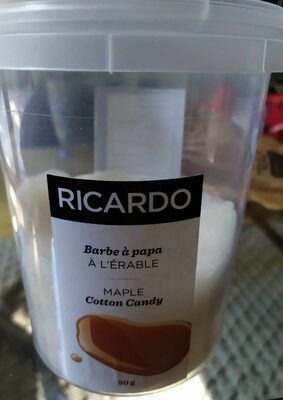 RICARDO
Barbe à papa
À L'ÉRABLE
MAPLE
Cotton Candy
50 g